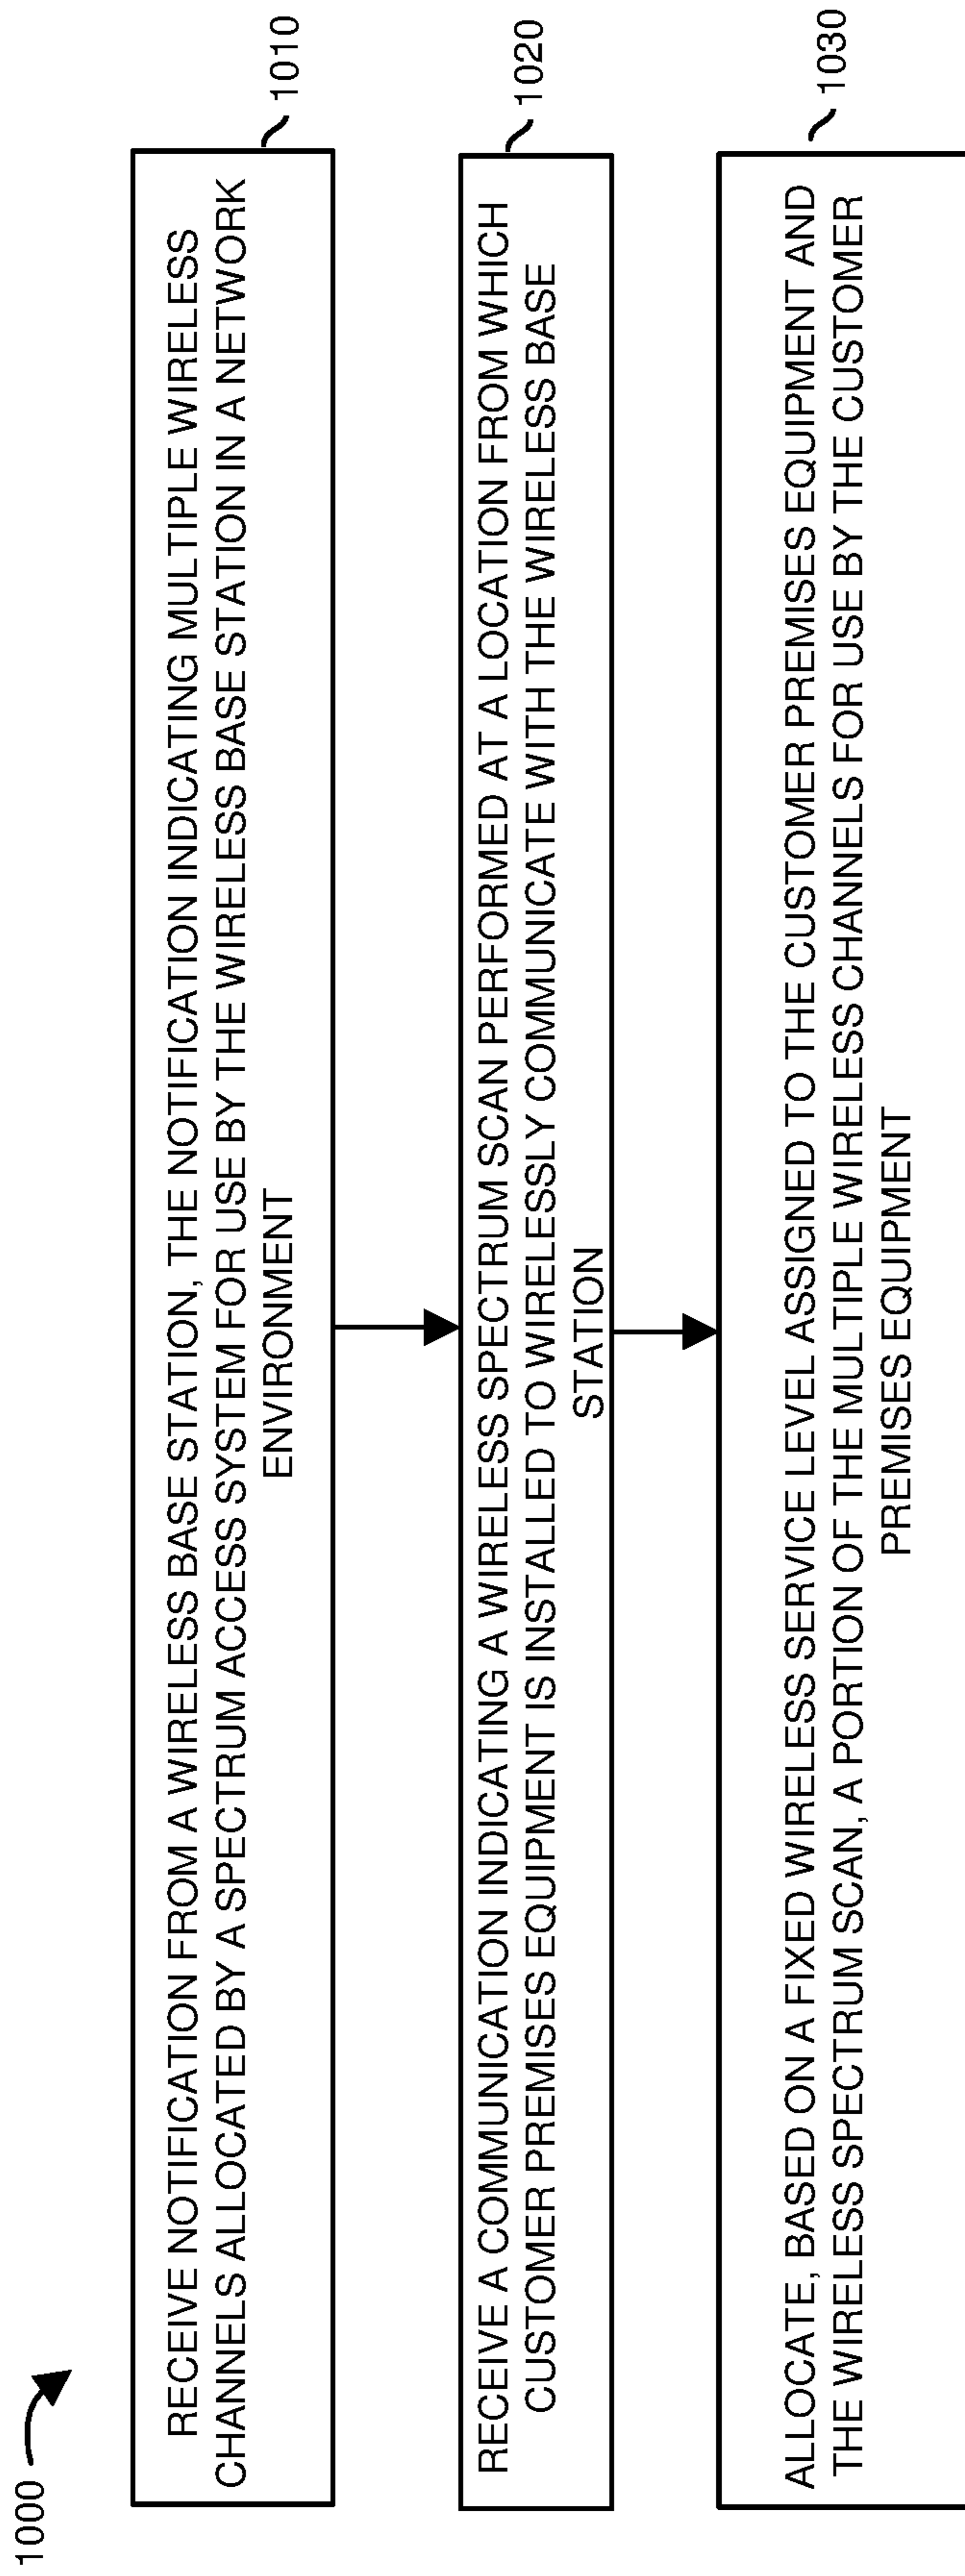 1000
RECEIVE NOTIFICATION FROM A WIRELESS BASE STATION, THE NOTIFICATION INDICATING MULTIPLE WIRELESS
CHANNELS ALLOCATED BY A SPECTRUM ACCESS SYSTEM FOR USE BY THE WIRELESS BASE STATION IN A NETWORK
ENVIRONMENT
1010
RECEIVE A COMMUNICATION INDICATING A WIRELESS SPECTRUM SCAN PERFORMED AT A LOCATION FROM WHICH
CUSTOMER PREMISES EQUIPMENT IS INSTALLED TO WIRELESSLY COMMUNICATE WITH THE WIRELESS BASE
STATION
1020
ALLOCATE, BASED ON A FIXED WIRELESS SERVICE LEVEL ASSIGNED TO THE CUSTOMER PREMISES EQUIPMENT AND
THE WIRELESS SPECTRUM SCAN, A PORTION OF THE MULTIPLE WIRELESS CHANNELS FOR USE BY THE CUSTOMER
PREMISES EQUIPMENT
1030